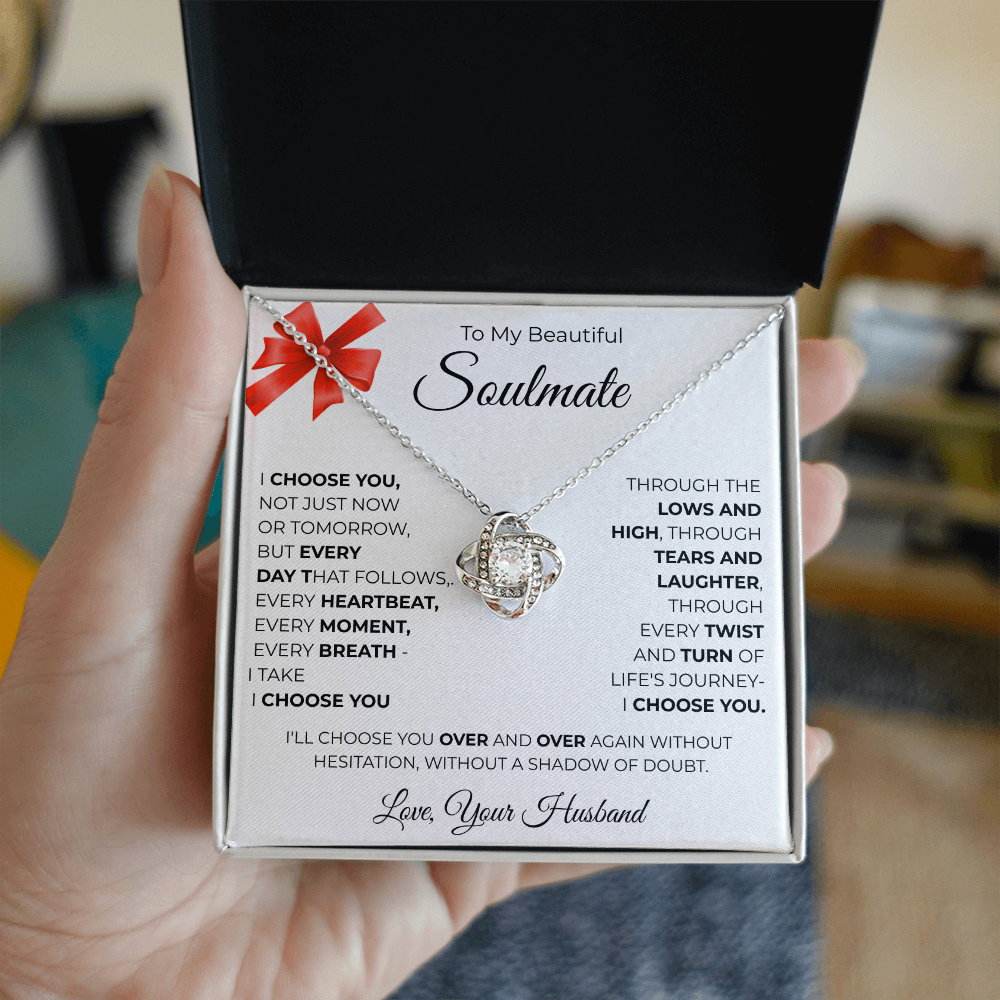 To My Beautiful
Soulmate
I CHOOSE YOU,
NOT JUST NOW
OR TOMORROW,
BUT EVERY
DAY THAT FOLLOWS,.
EVERY HEARTBEAT,
EVERY MOMENT,
EVERY BREATH -
I TAKE
I CHOOSE YOU
THROUGH THE
LOWS AND
HIGH, THROUGH
TEARS AND
LAUGHTER,
THROUGH
EVERY TWIST
AND TURN OF
LIFE'S JOURNEY-
I CHOOSE YOU.
I'LL CHOOSE YOU OVER AND OVER AGAIN WITHOUT
HESITATION, WITHOUT A SHADOW OF DOUBT.
Love, Your Husband